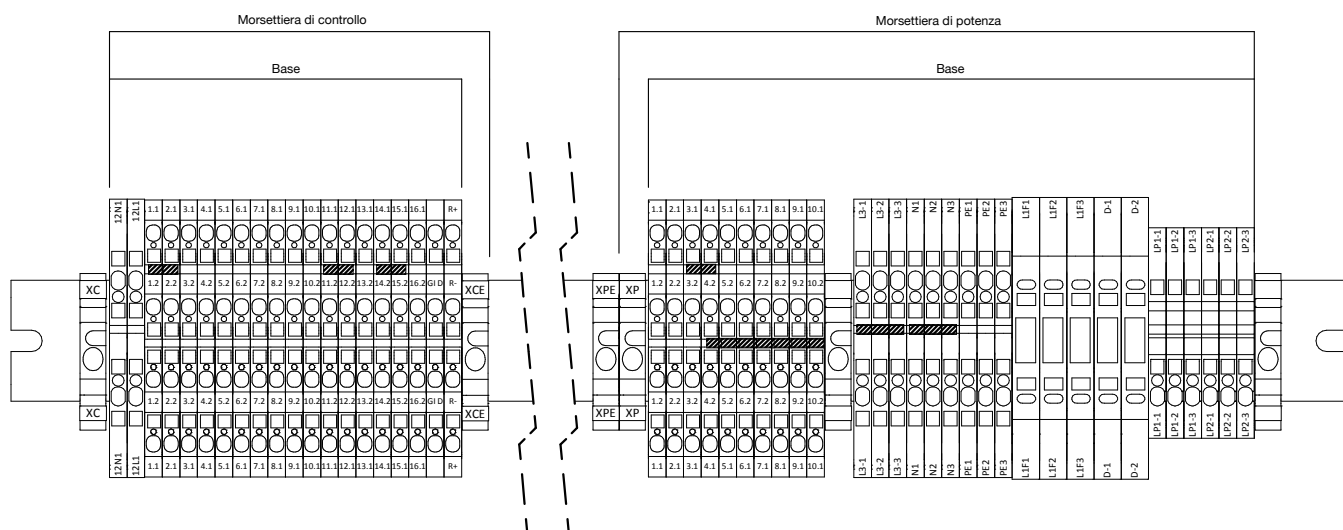 Morsettiera di controllo
Morsettiera di potenza
Base
Base
12N1 12L1 1.1 2.1 3.1 4.1 5.1 6.1 7.1 8.1 9.1 10.1 11.1 12.1 13.1 14.1 15.1 16.1 R+
1.1 2.1 3.1 4.1 5.1 6.1 7.1 8.1 9.1 10.1 L3-1 L3-2 L3-3 N1 N2 N3 PE1 PE2 PE3 L1F1 L1F2 L1F3 D-1 D-2
LP1-1 LP1-2 LP1-3 LP2-1 LP2-2 LP2-3
XC 1.2 2.2 3.2 4.2 5.2 6.2 7.2 8.2 9.2 10.2 11.2 12.2 13.2 14.2 15.2 16.2 GI D R- XCE
XPE XP 1.2 2.2 3.2 4.2 5.2 6.2 7.2 8.2 9.2 10.2
XC 1.2 2.2 3.2 4.2 5.2 6.2 7.2 8.2 9.2 10.2 11.2 12.2 13.2 14.2 15.2 16.2 GI D R- XCE
XPE XP 1.2 2.2 3.2 4.2 5.2 6.2 7.2 8.2 9.2 10.2
LP1-1 LP1-2 LP1-3 LP2-1 LP2-2 LP2-3
12N1 12L1 1.1 2.1 3.1 4.1 5.1 6.1 7.1 8.1 9.1 10.1 11.1 12.1 13.1 14.1 15.1 16.1 R+
1.1 2.1 3.1 4.1 5.1 6.1 7.1 8.1 9.1 10.1 L3-1 L3-2 L3-3 N1 N2 N3 PE1 PE2 PE3 L1F1 L1F2 L1F3 D-1 D-2